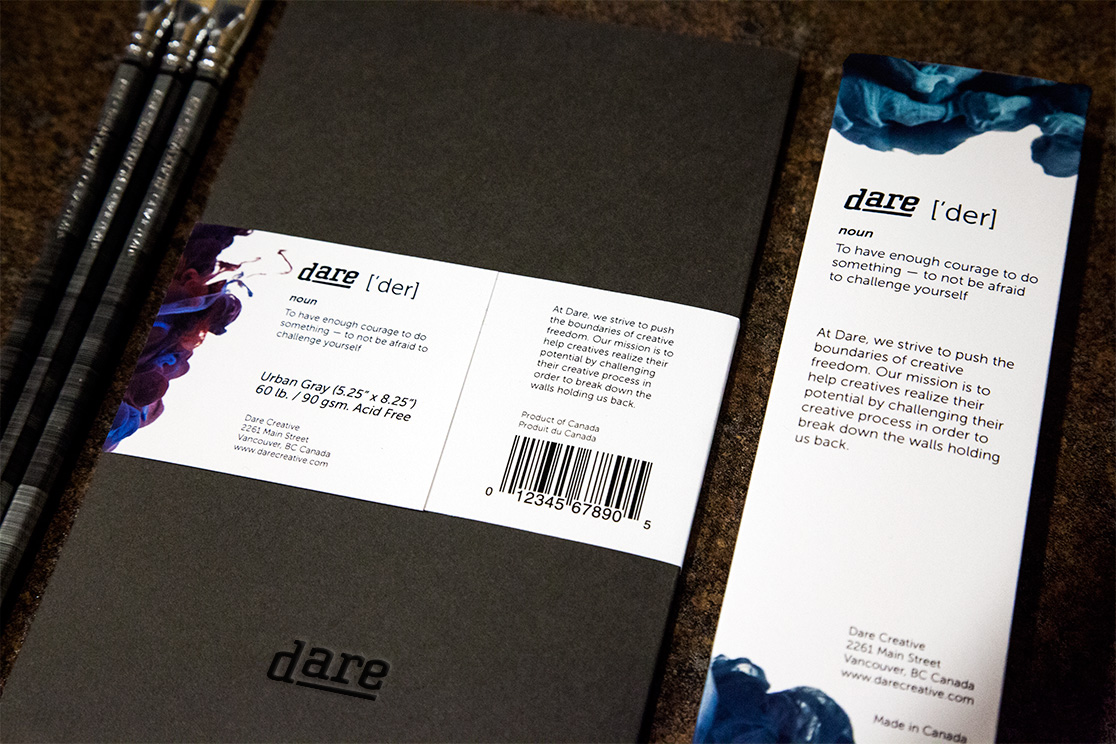 dare ['der]
noun
To have enough courage to do
something — to not be afraid to
challenge yourself
Urban Gray (5.25" x 8.25")
60 lb. / 90 gsm. Acid Free
Dare Creative
2261 Main Street
Vancouver, BC Canada
www.darecreative.com
At Dare, we strive to push
the boundaries of creative
freedom. Our mission is to
help creatives realize their
potential by challenging
their creative process in
order to break down the
walls holding us back.
Product of Canada
Produit du Canada
0 12345 67890 5
dare
dare ['der]
noun
To have enough courage to do
something — to not be afraid
to challenge yourself
At Dare, we strive to push the
boundaries of creative
freedom. Our mission is to
help creatives realize their
potential by challenging their
creative process in order to
break down the walls holding
us back.
Dare Creative
2261 Main Street
Vancouver, BC Canada
www.darecreative.com
Made in Canada